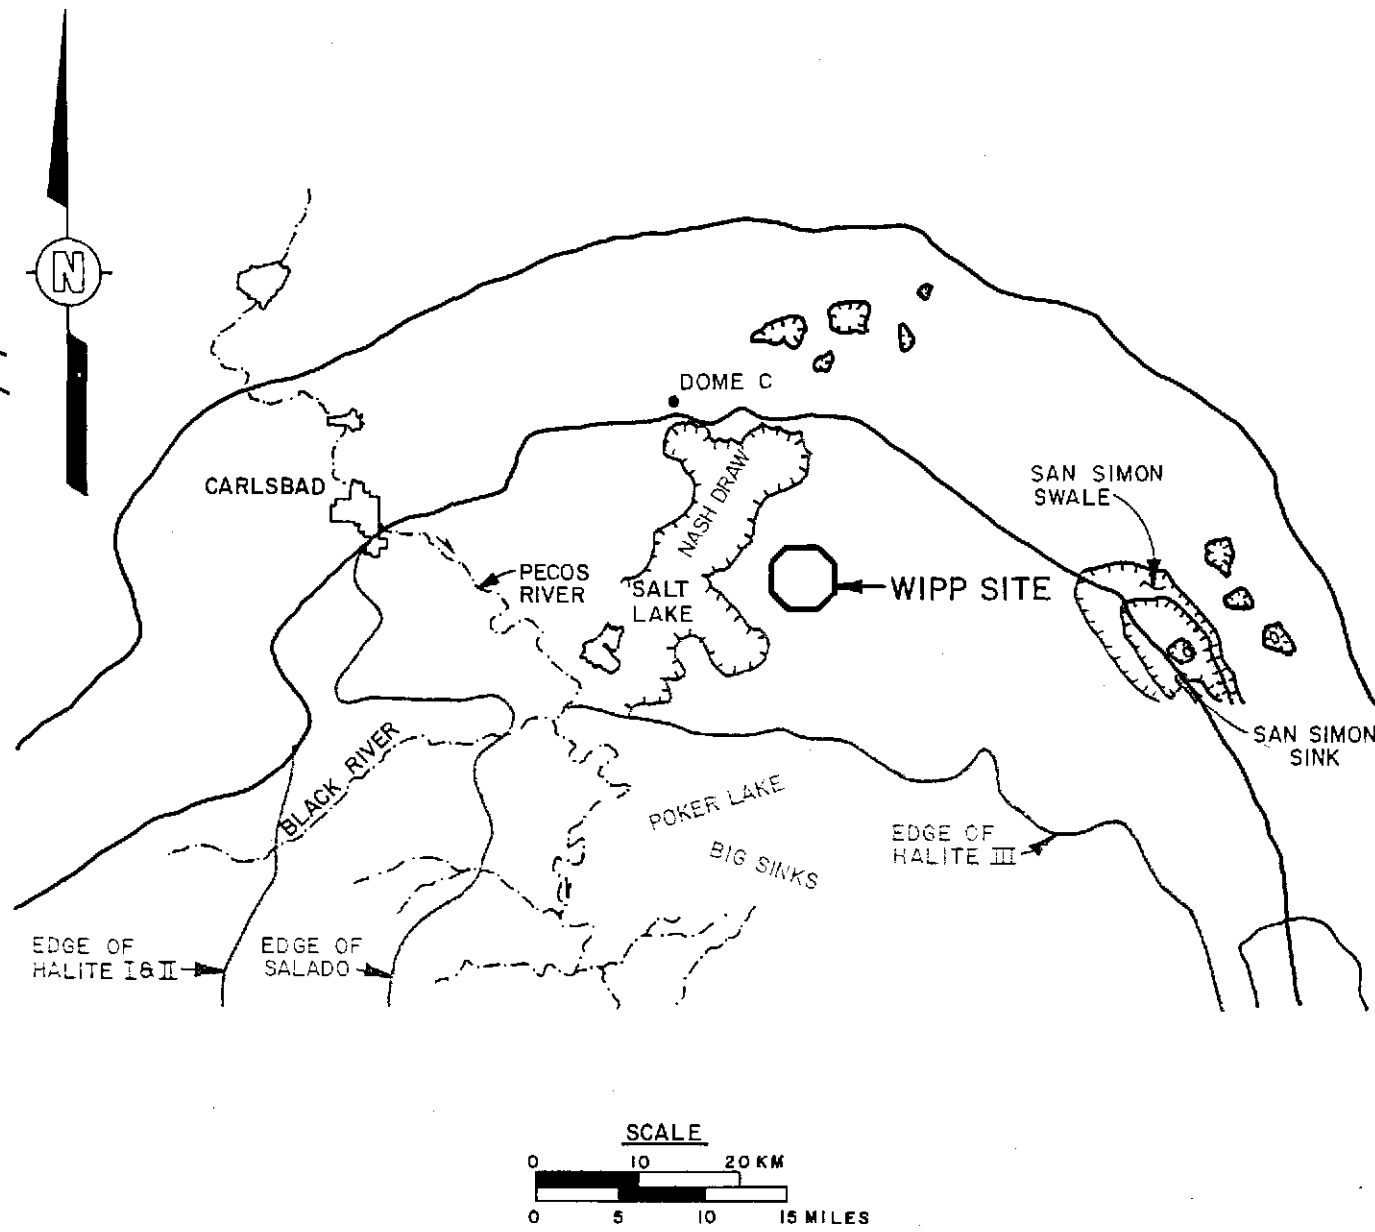 N
DOME C
CARLSBAD
NASH DRAW
SAN SIMON
SWALE
PECOS
RIVER
SALT
LAKE
WIPP SITE
SAN SIMON
SINK
BLACK RIVER
POKER LAKE
BIG SINKS
EDGE OF
HALITE III
EDGE OF
HALITE I & II
EDGE OF
SALADO
SCALE
0 10 20 KM
0 5 10 15 MILES